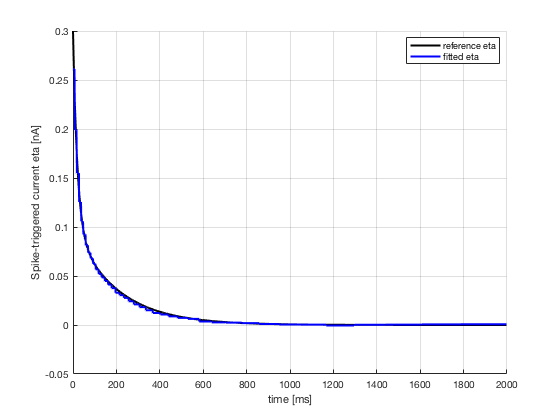 0.3
reference eta
fitted eta
0.25
0.2
0.15
0.1
0.05
0
-0.05
Spike-triggered current eta [nA]
0 200 400 600 800 1000 1200 1400 1600 1800 2000
time [ms]